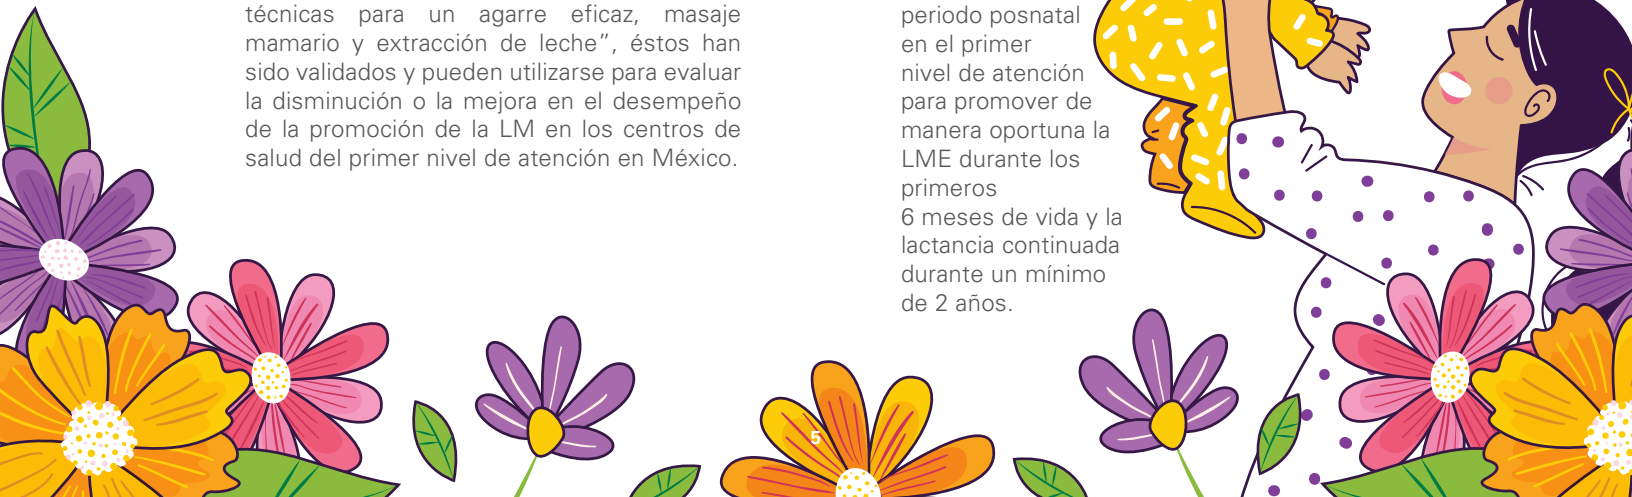 técnicas para un agarre eficaz, masaje
mamario y extracción de leche”, éstos han
sido validados y pueden utilizarse para evaluar
la disminución o la mejora en el desempeño
de la promoción de la LM en los centros de
salud del primer nivel de atención en México.
periodo posnatal
en el primer
nivel de atención
para promover de
manera oportuna la
LME durante los
primeros
6 meses de vida y la
lactancia continuada
durante un mínimo
de 2 años.
5